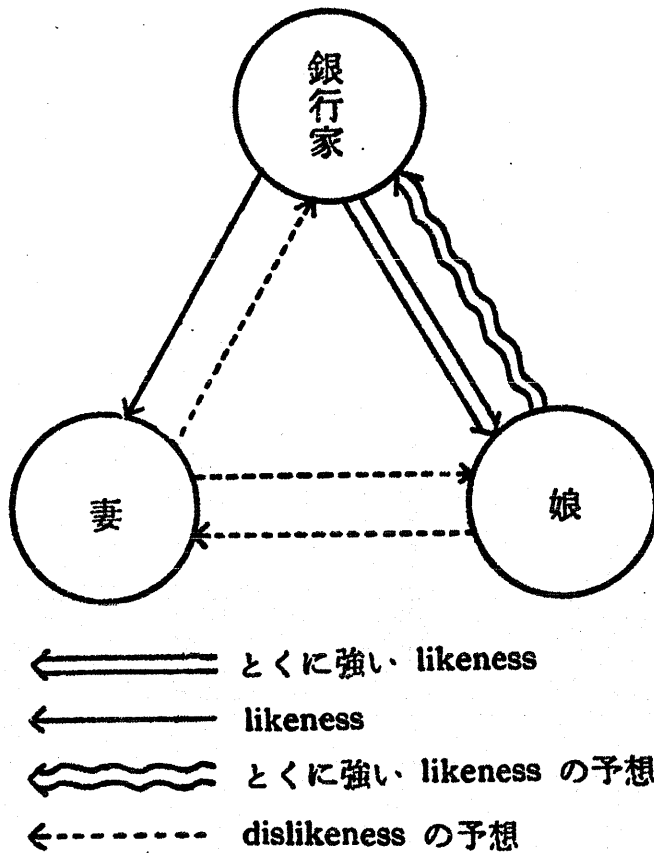 銀行家
妻
娘
とくに強い likeness
likeness
とくに強い likeness の予想
dislikeness の予想